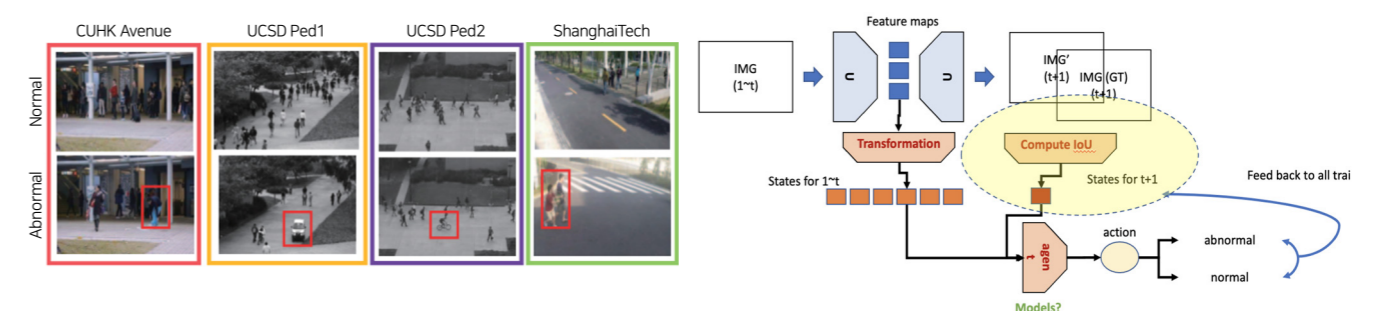 CUHK Avenue
UCSD Ped1
UCSD Ped2
ShanghaiTech
Normal
Abnormal
Feature maps
IMG
(1~t)
U
U
IMG'
(t+1)
IMG (GT)
(t+1)
Transformation
Compute IoU
States for 1~t
States for t+1
Feed back to all trai
agen
t
action
abnormal
normal
Models?